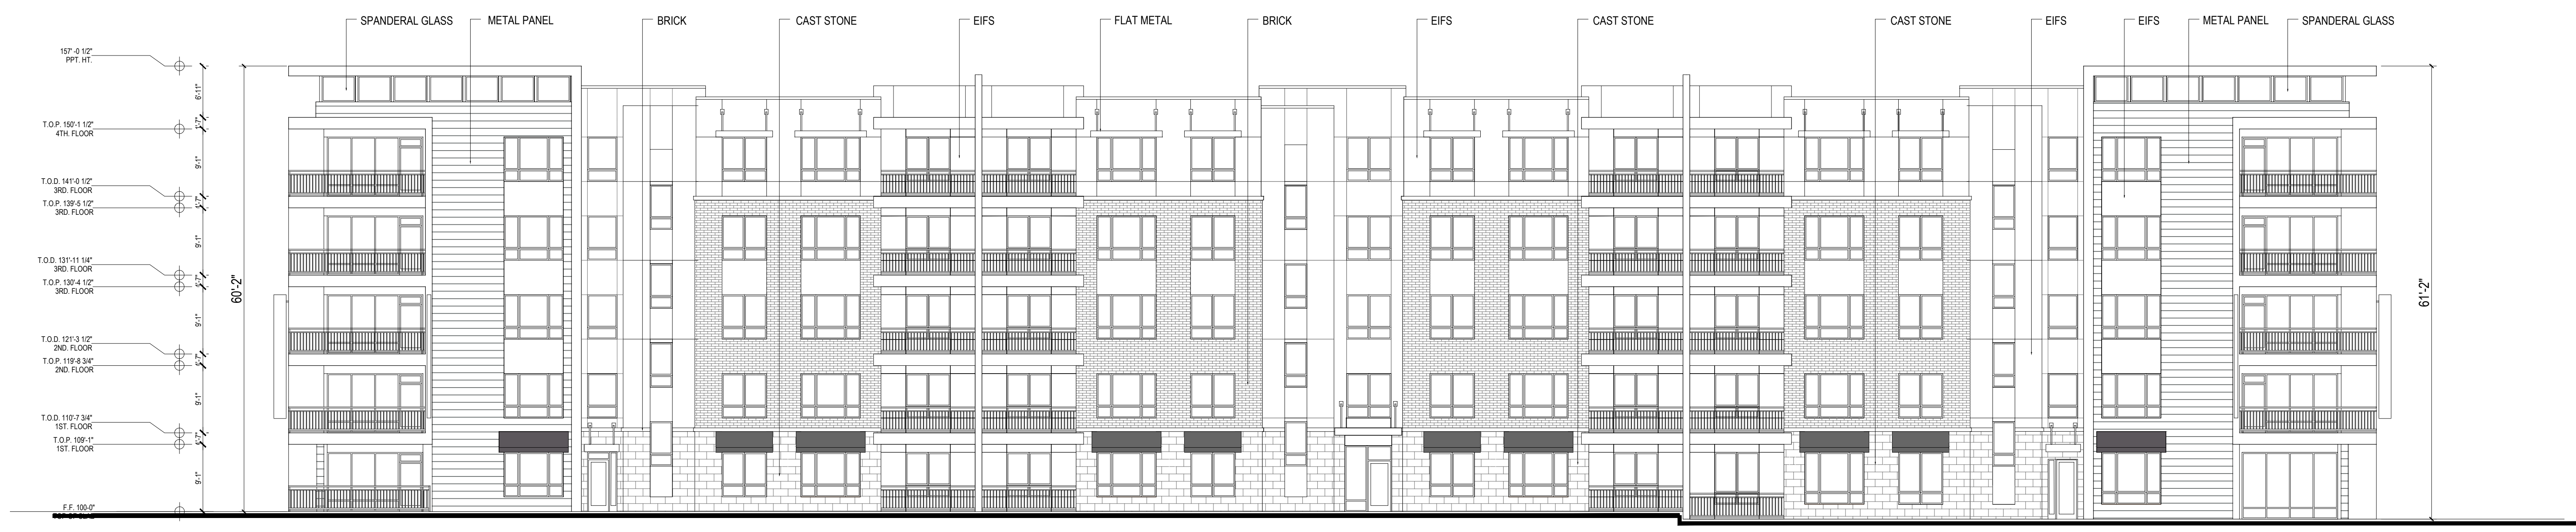 SPANDERAL GLASS
METAL PANEL
BRICK
CAST STONE
EIFS
FLAT METAL
BRICK
EIFS
CAST STONE
CAST STONE
EIFS
EIFS
METAL PANEL
SPANDERAL GLASS
157' -0 1/2"
PPT. HT.
6'-11"
T.O.P. 150'-1 1/2"
4TH. FLOOR
9'-1"
T.O.D. 141'-0 1/2"
3RD. FLOOR
T.O.P. 139'-5 1/2"
3RD. FLOOR
9'-1"
T.O.D. 131'-11 1/4"
3RD. FLOOR
T.O.P. 130'-4 1/2"
3RD. FLOOR
9'-1"
60'-2"
61'-2"
T.O.D. 121'-3 1/2"
2ND. FLOOR
T.O.P. 119'-8 3/4"
2ND. FLOOR
9'-1"
T.O.D. 110'-7 3/4"
1ST. FLOOR
T.O.P. 109'-1"
1ST. FLOOR
9'-1"
F.F. 100-0"